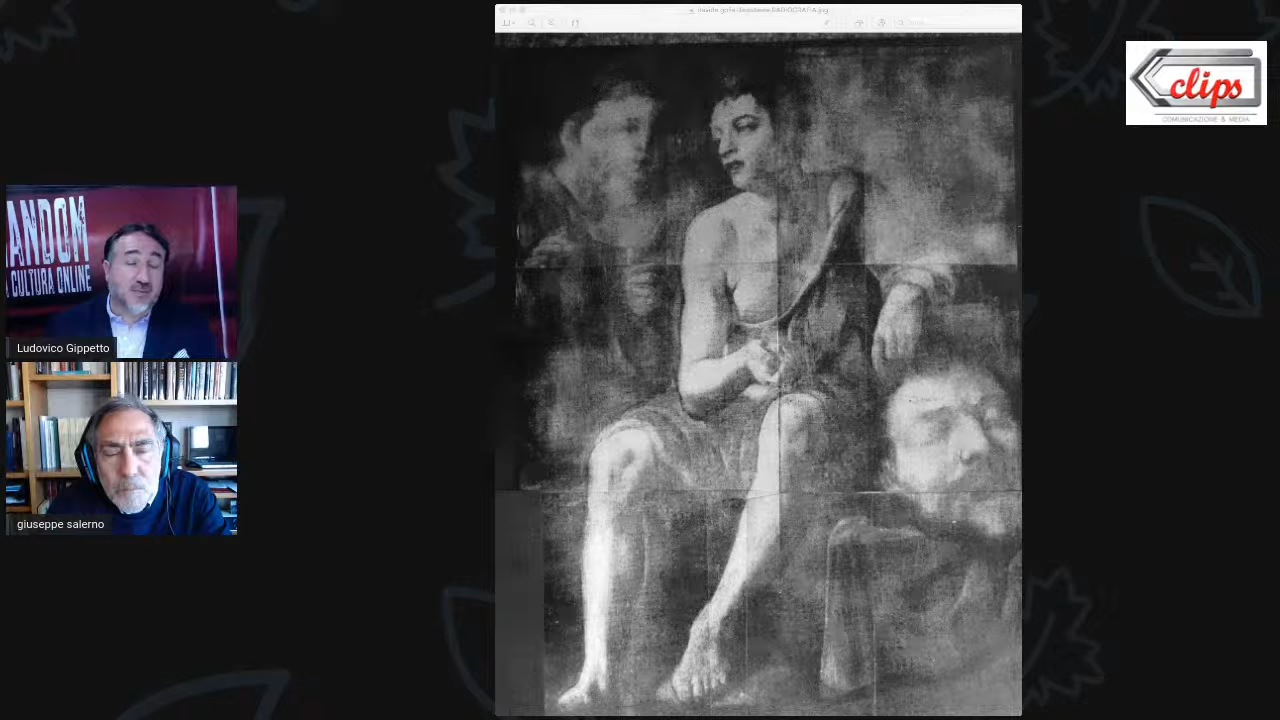 ANDOM
A CULTURA ONLINE
Ludovico Gippetto
giuseppe salerno
clips
COMUNICAZIONE & MEDIA